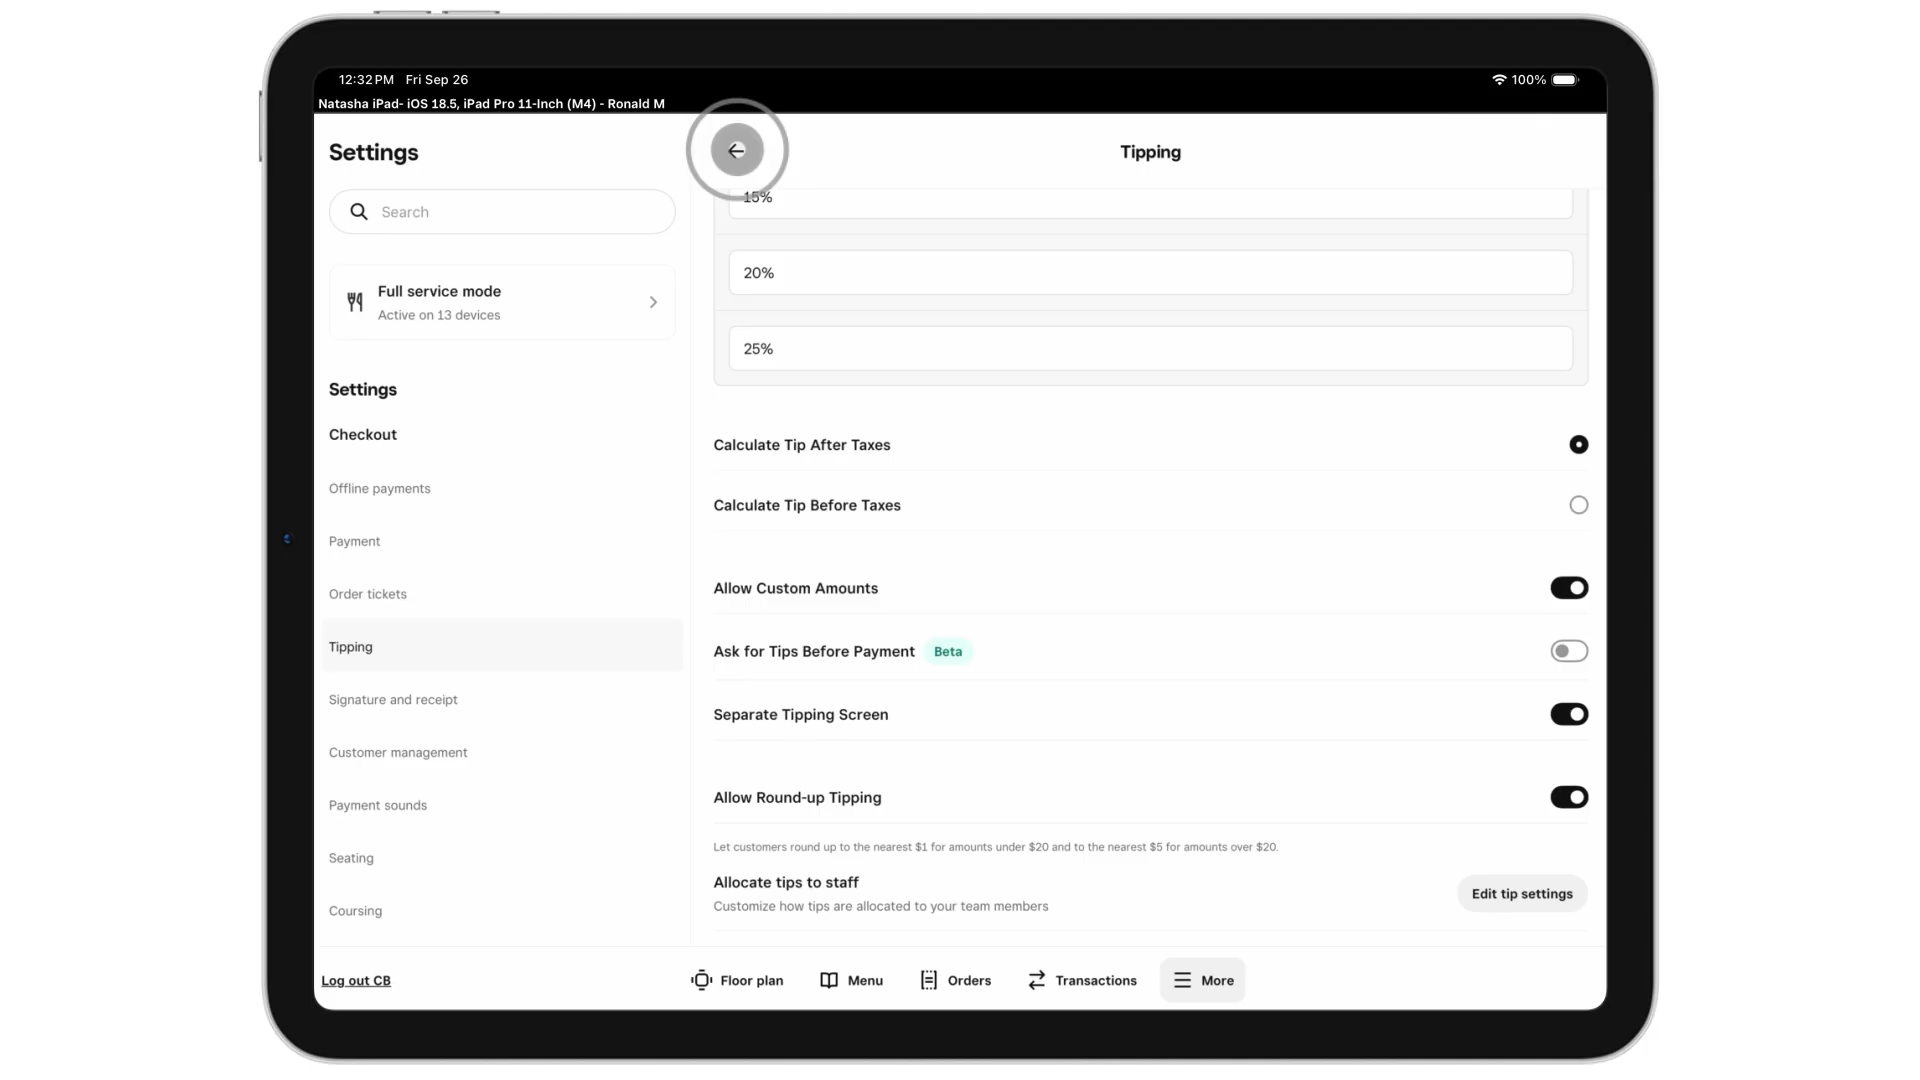 12:32 PM Fri Sep 26
100%
Natasha iPad- iOS 18.5, iPad Pro 11-Inch (M4) - Ronald M
Settings
Tipping
Search
Full service mode
Active on 13 devices
Settings
Checkout
Offline payments
Payment
Order tickets
Tipping
Signature and receipt
Customer management
Payment sounds
Seating
Coursing
15%
20%
25%
Calculate Tip After Taxes
Calculate Tip Before Taxes
Allow Custom Amounts
Ask for Tips Before Payment Beta
Separate Tipping Screen
Allow Round-up Tipping
Let customers round up to the nearest $1 for amounts under $20 and to the nearest $5 for amounts over $20.
Allocate tips to staff
Customize how tips are allocated to your team members
Edit tip settings
Log out CB
Floor plan
Menu
Orders
Transactions
More